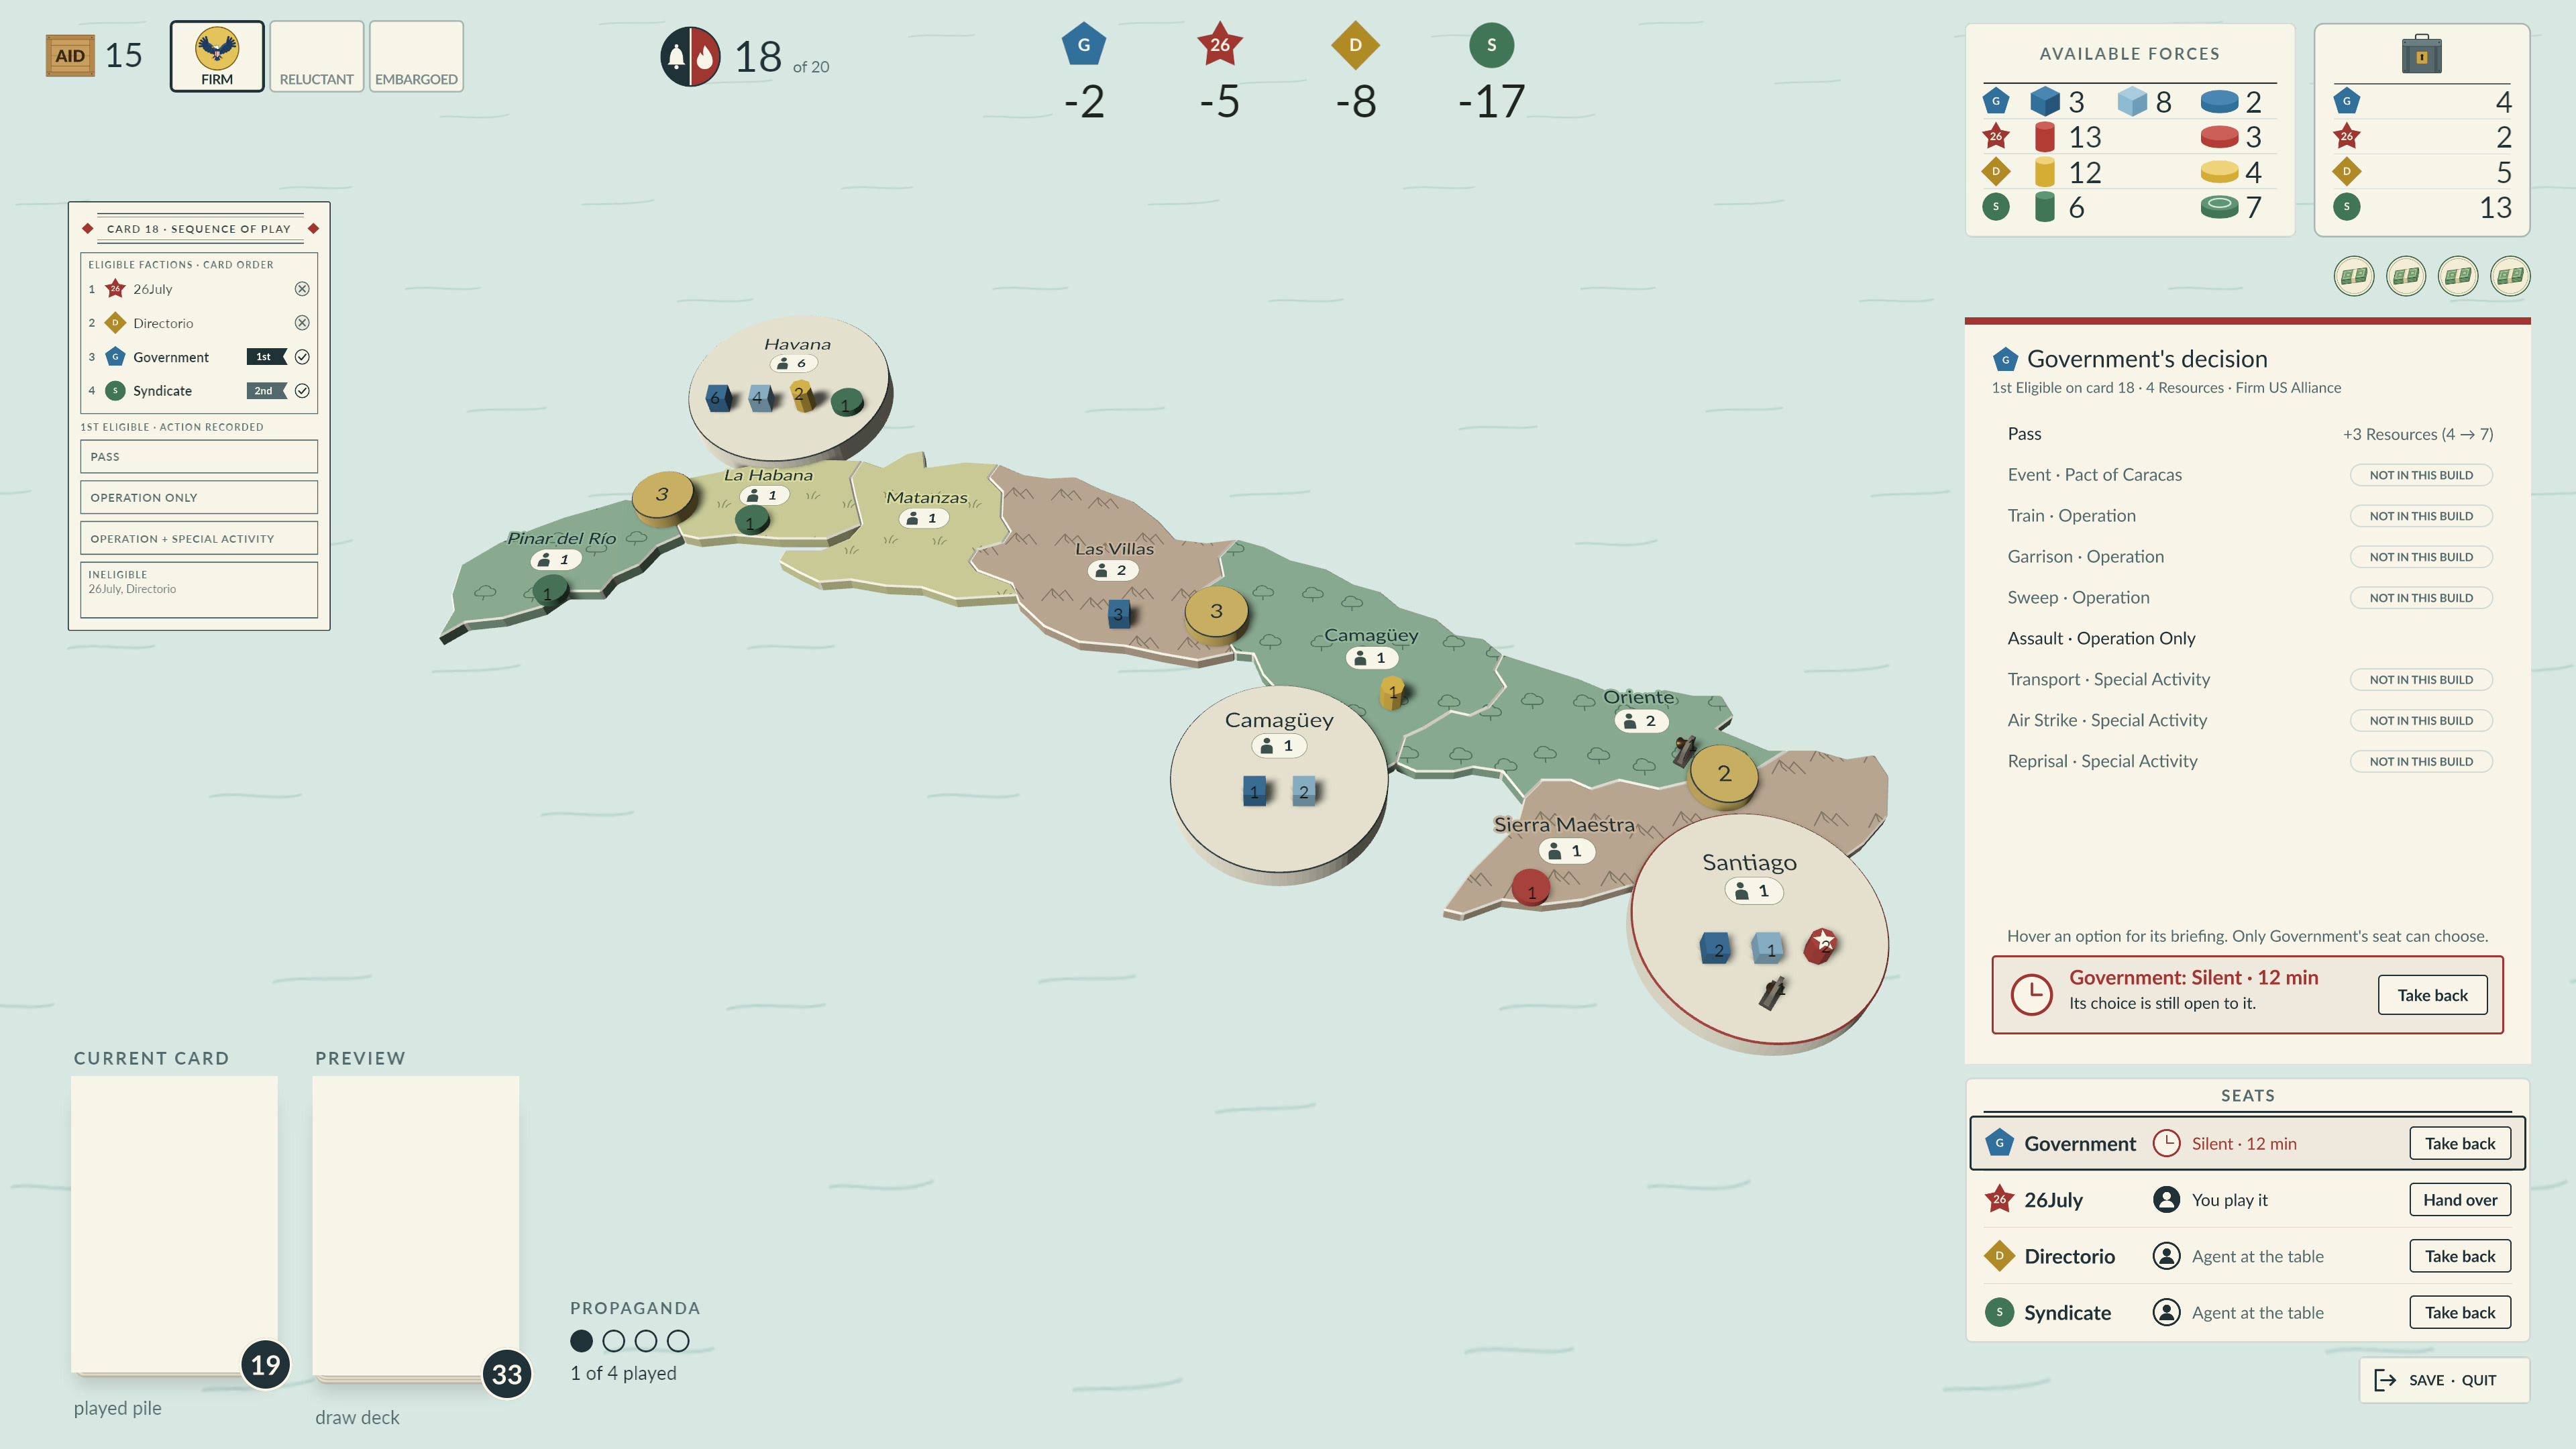 AID 15
FIRM
RELUCTANT
EMBARGOED
18 of 20
G
26
D
S
-2
-5
-8
-17
AVAILABLE FORCES
G 3 8 2
26 13 3
D 12 4
S 6 7
G 4
26 2
D 5
S 13
CARD 18 · SEQUENCE OF PLAY
ELIGIBLE FACTIONS · CARD ORDER
1 26 26July
2 D Directorio
3 G Government 1st
4 S Syndicate 2nd
1ST ELIGIBLE · ACTION RECORDED
PASS
OPERATION ONLY
OPERATION + SPECIAL ACTIVITY
INELIGIBLE
26July, Directorio
Havana
6
6 4 2 1
3
La Habana
1
1
Matanzas
1
Pinar del Río
1
1
Las Villas
2
3
3
Camagüey
1
1
Camagüey
1
1 2
Oriente
2
2
Sierra Maestra
1
1
Santiago
1
2 1 2
G Government's decision
1st Eligible on card 18 · 4 Resources · Firm US Alliance
Pass +3 Resources (4 → 7)
Event · Pact of Caracas NOT IN THIS BUILD
Train · Operation NOT IN THIS BUILD
Garrison · Operation NOT IN THIS BUILD
Sweep · Operation NOT IN THIS BUILD
Assault · Operation Only
Transport · Special Activity NOT IN THIS BUILD
Air Strike · Special Activity NOT IN THIS BUILD
Reprisal · Special Activity NOT IN THIS BUILD
Hover an option for its briefing. Only Government's seat can choose.
Government: Silent · 12 min
Its choice is still open to it.
Take back
SEATS
G Government Silent · 12 min Take back
26 26July You play it Hand over
D Directorio Agent at the table Take back
S Syndicate Agent at the table Take back
SAVE · QUIT
CURRENT CARD
19
played pile
PREVIEW
33
draw deck
PROPAGANDA
1 of 4 played